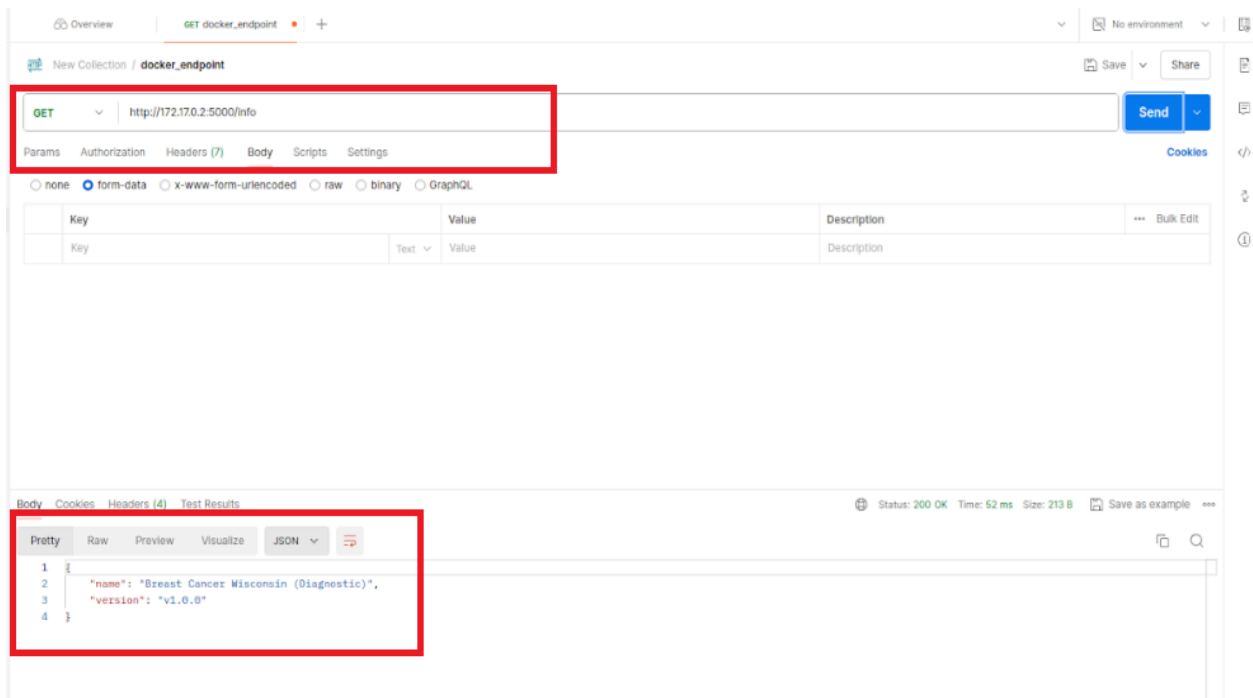 Overview GET docker_endpoint + No environment
New Collection / docker_endpoint Save Share
GET http://172.17.0.2:5000/info Send
Params Authorization Headers (7) Body Scripts Settings Cookies
none form-data x-www-form-urlencoded raw binary GraphQL
Key Value Description ••• Bulk Edit
Key Text Value Description
Body Cookies Headers (4) Test Results Status: 200 OK Time: 52 ms Size: 213 B Save as example •••
Pretty Raw Preview Visualize JSON
1 {
2 "name": "Breast Cancer Wisconsin (Diagnostic)",
3 "version": "v1.0.0"
4 }